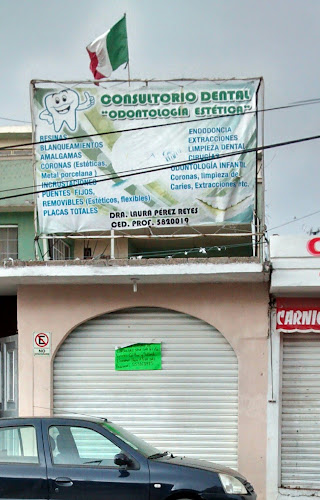 CONSULTORIO DENTAL
"ODONTOLOGÍA ESTÉTICA"
RESINAS
BLANQUEAMIENTOS
AMALGAMAS
CORONAS (Estéticas,
Metal porcelana)
INCRUSTACIONES
PUENTES FIJOS,
REMOVIBLES (Estéticos, flexibles)
PLACAS TOTALES
ENDODONCIA
EXTRACCIONES
LIMPIEZA DENTAL
CIRUGÍAS
ODONTOLOGÍA INFANTIL
Coronas, limpieza de
Caries, Extracciones, etc.
DRA. LAURA PÉREZ REYES
CED. PROF. 5820019
CARNIC
E
NO